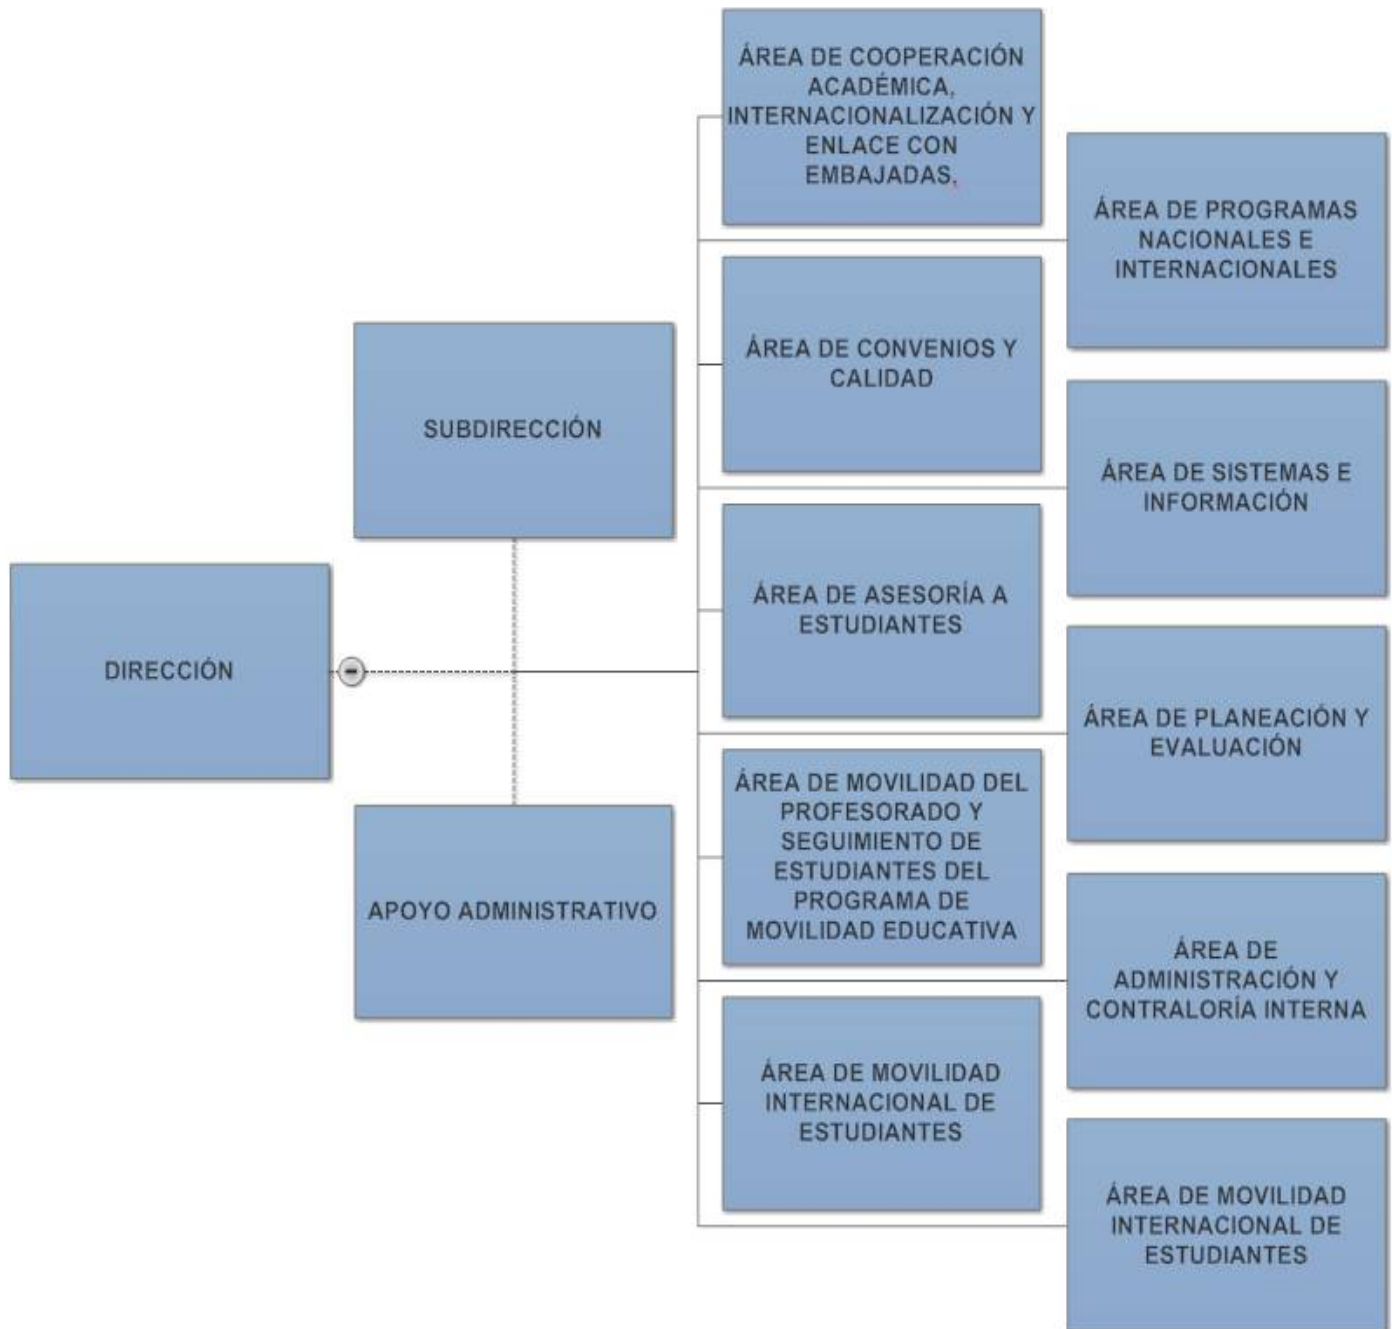 DIRECCIÓN
SUBDIRECCIÓN
APOYO ADMINISTRATIVO
ÁREA DE COOPERACIÓN
ACADÉMICA,
INTERNACIONALIZACIÓN Y
ENLACE CON
EMBAJADAS,
ÁREA DE PROGRAMAS
NACIONALES E
INTERNACIONALES
ÁREA DE CONVENIOS Y
CALIDAD
ÁREA DE SISTEMAS E
INFORMACIÓN
ÁREA DE ASESORÍA A
ESTUDIANTES
ÁREA DE PLANEACIÓN Y
EVALUACIÓN
ÁREA DE MOVILIDAD DEL
PROFESORADO Y
SEGUIMIENTO DE
ESTUDIANTES DEL
PROGRAMA DE
MOVILIDAD EDUCATIVA
ÁREA DE
ADMINISTRACIÓN Y
CONTRALORÍA INTERNA
ÁREA DE MOVILIDAD
INTERNACIONAL DE
ESTUDIANTES
ÁREA DE MOVILIDAD
INTERNACIONAL DE
ESTUDIANTES